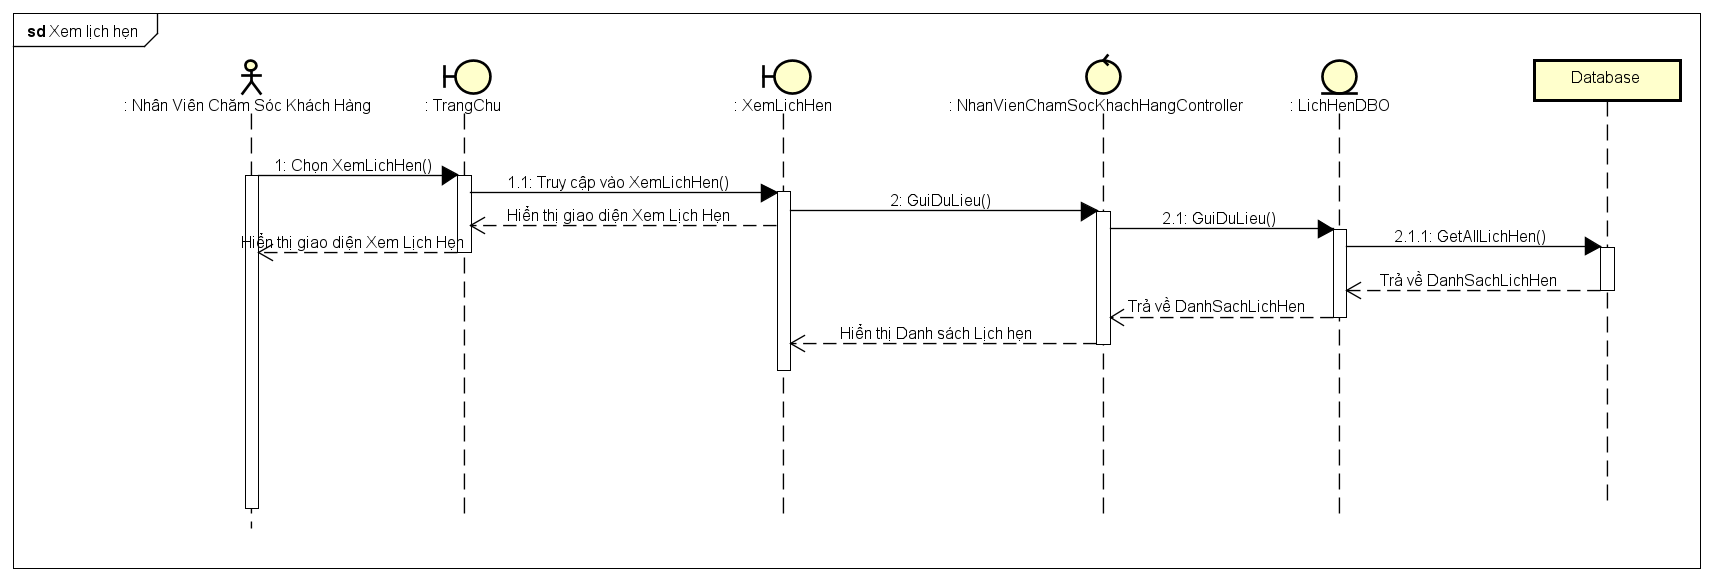 sd Xem lịch hẹn
: Nhân Viên Chăm Sóc Khách Hàng
: TrangChu
: XemLichHen
: NhanVienChamSocKhachHangController
: LichHenDBO
Database
1: Chọn XemLichHen()
1.1: Truy cập vào XemLichHen()
2: GuiDuLieu()
Hiển thị giao diện Xem Lịch Hẹn
2.1: GuiDuLieu()
2.1.1: GetAllLichHen()
Hiển thị giao diện Xem Lịch Hẹn
Trả về DanhSachLichHen
Trả về DanhSachLichHen
Hiển thị Danh sách Lịch hẹn